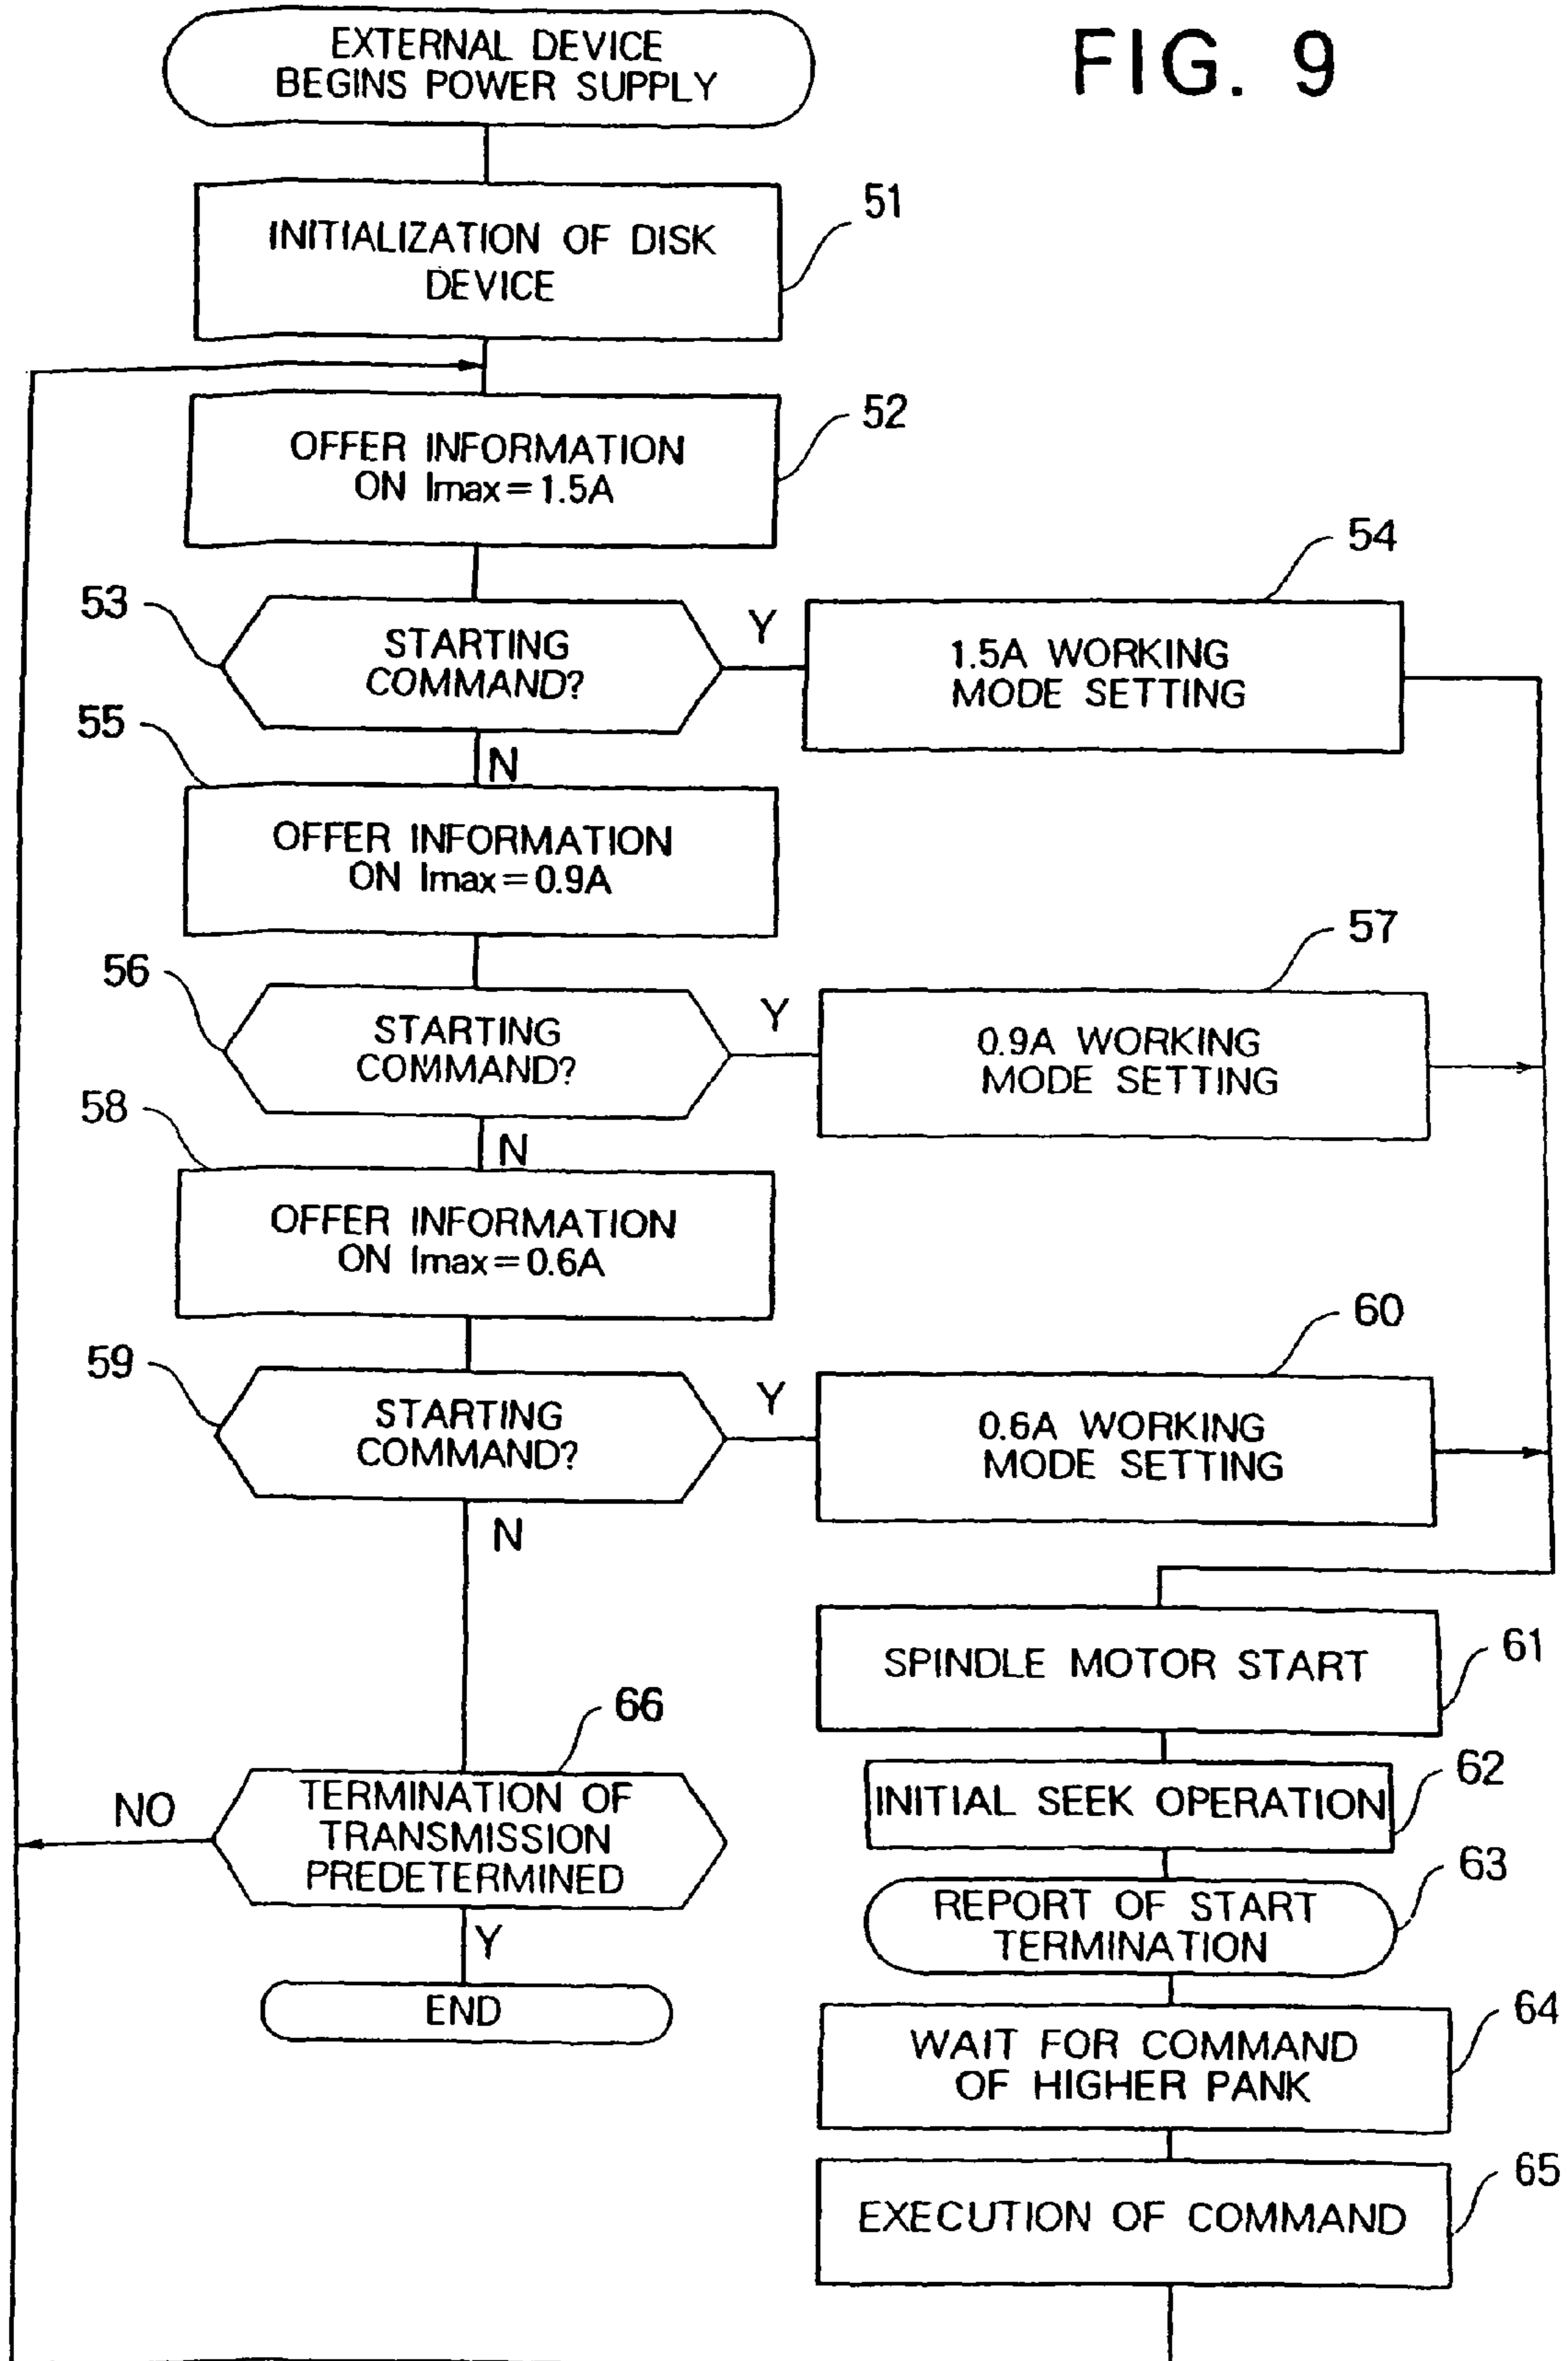 FIG. 9
EXTERNAL DEVICE
BEGINS POWER SUPPLY
51
INITIALIZATION OF DISK
DEVICE
52
OFFER INFORMATION
ON Imax=1.5A
53
STARTING
COMMAND?
Y
54
1.5A WORKING
MODE SETTING
N
55
OFFER INFORMATION
ON Imax=0.9A
56
STARTING
COMMAND?
Y
57
0.9A WORKING
MODE SETTING
N
58
OFFER INFORMATION
ON Imax=0.6A
59
STARTING
COMMAND?
Y
60
0.6A WORKING
MODE SETTING
N
66
TERMINATION OF
TRANSMISSION
PREDETERMINED
NO
Y
END
SPINDLE MOTOR START
61
INITIAL SEEK OPERATION
62
REPORT OF START
TERMINATION
63
WAIT FOR COMMAND
OF HIGHER PANK
64
EXECUTION OF COMMAND
65